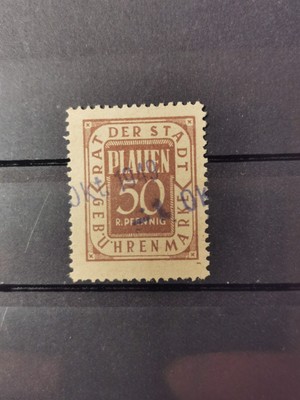 RAT DER STADT
PLAUEN
50
R.PFENNIG
GEBÜHRENMARKE